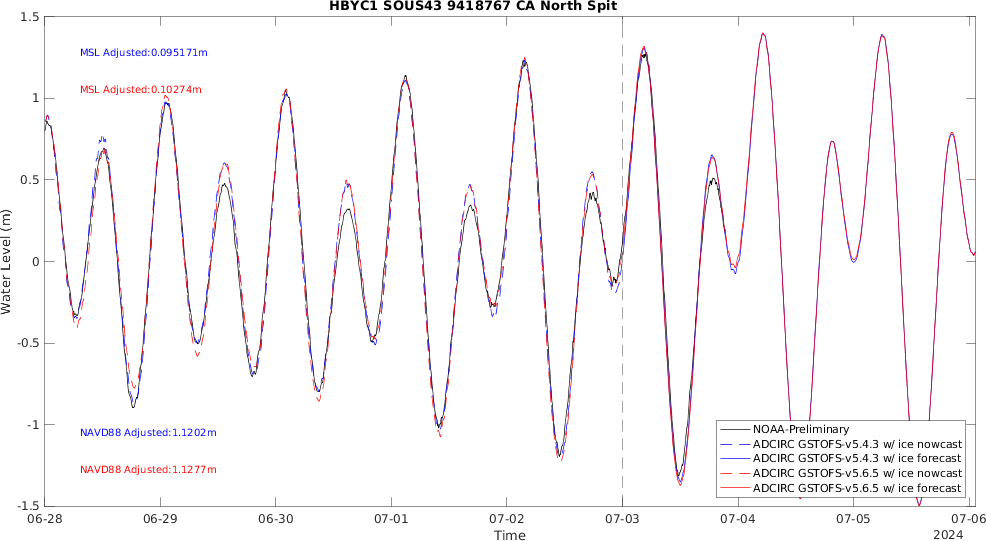 HBYC1 SOUS43 9418767 CA North Spit
1.5
1
0.5
0
-0.5
-1
-1.5
Water Level (m)
MSL Adjusted:0.095171m
MSL Adjusted:0.10274m
NAVD88 Adjusted:1.1202m
NAVD88 Adjusted:1.1277m
NOAA-Preliminary
ADCIRC GSTOFS-v5.4.3 w/ ice nowcast
ADCIRC GSTOFS-v5.4.3 w/ ice forecast
ADCIRC GSTOFS-v5.6.5 w/ ice nowcast
ADCIRC GSTOFS-v5.6.5 w/ ice forecast
06-28 06-29 06-30 07-01 07-02 07-03 07-04 07-05 07-06
Time
2024